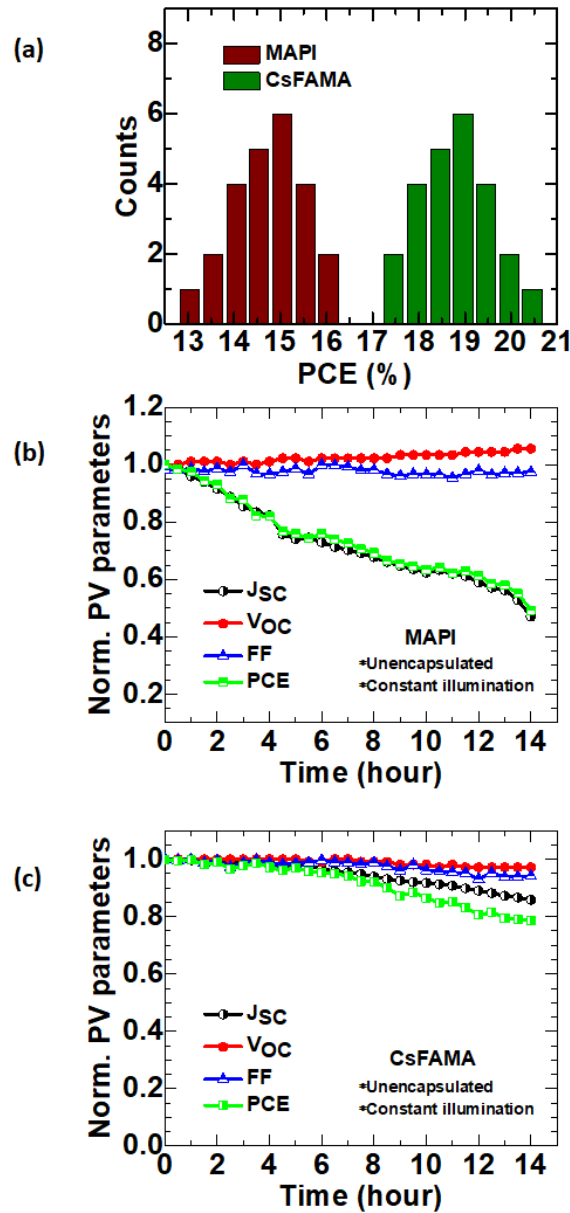 (a)
8
6
4
2
0
Counts
MAPI
CsFAMA
13 14 15 16 17 18 19 20 21
PCE (%)
(b)
1.2
1.0
0.8
0.6
0.4
0.2
Norm. PV parameters
JSC
VOC
FF
PCE
MAPI
*Unencapsulated
*Constant illumination
0 2 4 6 8 10 12 14
Time (hour)
(c)
1.0
0.8
0.6
0.4
0.2
0.0
Norm. PV parameters
JSC
VOC
FF
PCE
CsFAMA
*Unencapsulated
*Constant illumination
0 2 4 6 8 10 12 14
Time (hour)